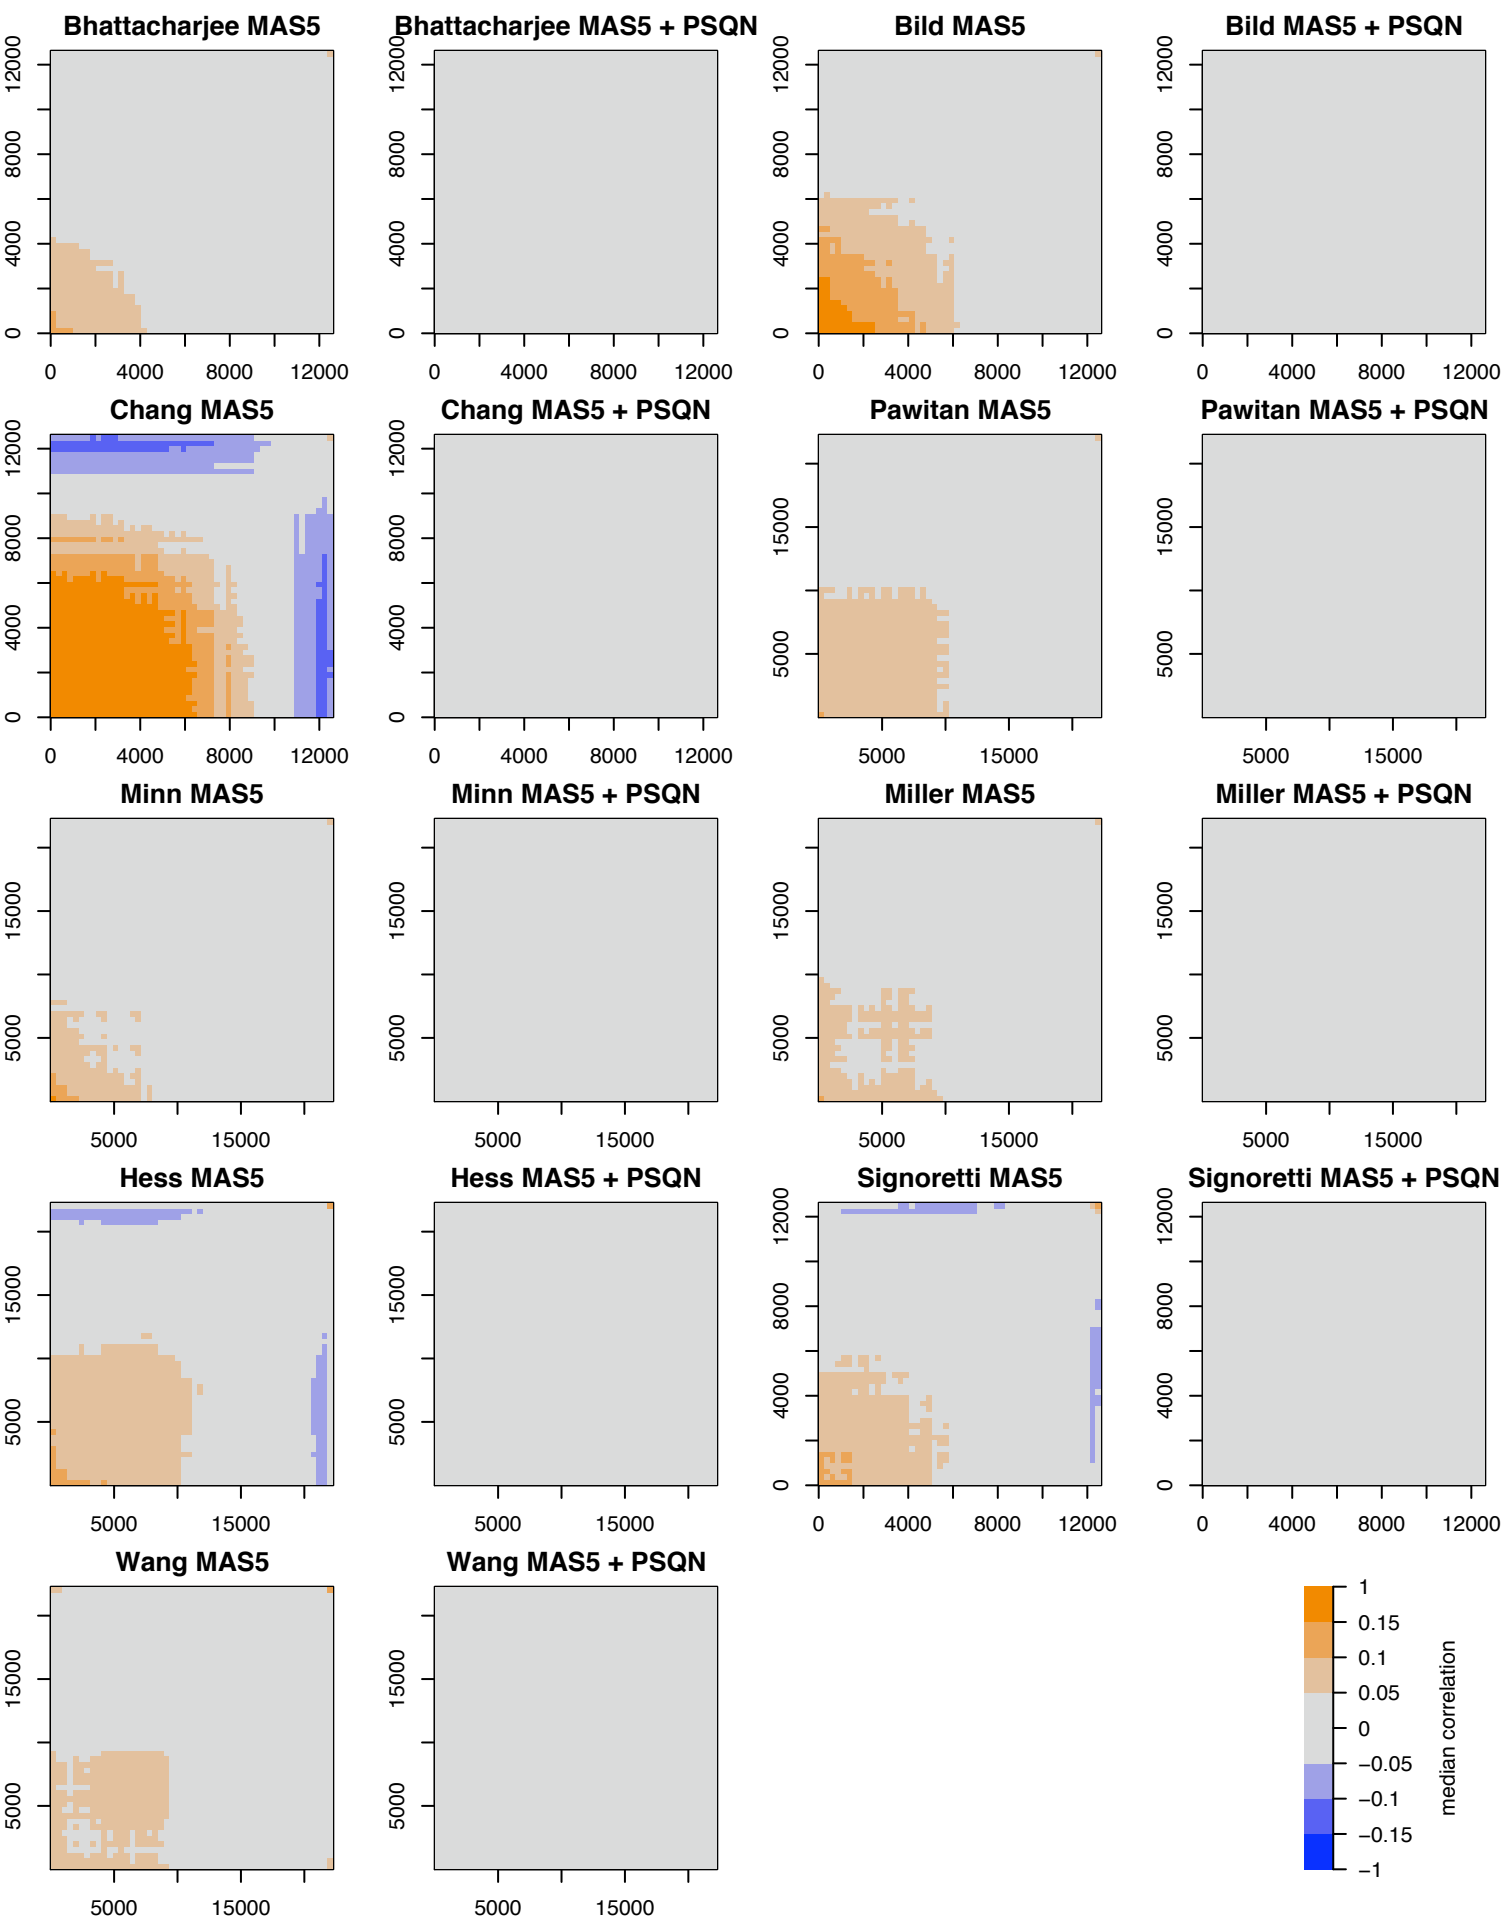 Bhattacharjee MAS5
Bhattacharjee MAS5 + PSQN
Bild MAS5
Bild MAS5 + PSQN
12000
8000
4000
0
12000
8000
4000
0
12000
8000
4000
0
12000
8000
4000
0
0 4000 8000 12000
0 4000 8000 12000
0 4000 8000 12000
0 4000 8000 12000
Chang MAS5
Chang MAS5 + PSQN
Pawitan MAS5
Pawitan MAS5 + PSQN
12000
8000
4000
0
12000
8000
4000
0
15000
5000
15000
5000
0 4000 8000 12000
0 4000 8000 12000
5000 15000
5000 15000
Minn MAS5
Minn MAS5 + PSQN
Miller MAS5
Miller MAS5 + PSQN
15000
5000
15000
5000
15000
5000
15000
5000
5000 15000
5000 15000
5000 15000
5000 15000
Hess MAS5
Hess MAS5 + PSQN
Signoretti MAS5
Signoretti MAS5 + PSQN
15000
5000
15000
5000
12000
8000
4000
0
12000
8000
4000
0
5000 15000
5000 15000
0 4000 8000 12000
0 4000 8000 12000
Wang MAS5
Wang MAS5 + PSQN
15000
5000
15000
5000
5000 15000
5000 15000
1
0.15
0.1
0.05
0
−0.05
−0.1
−0.15
−1
median correlation